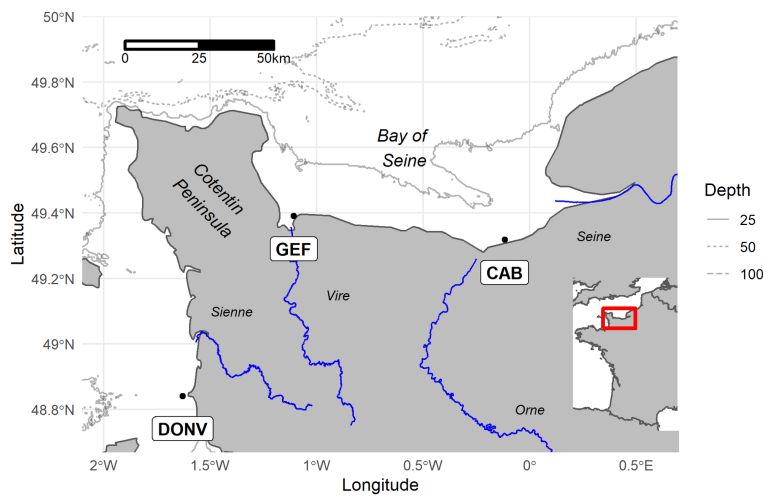 50°N
49.8°N
49.6°N
49.4°N
49.2°N
49°N
48.8°N
Latitude
0
25
50km
Bay of
Seine
Cotentin
Peninsula
GEF
CAB
Seine
Sienne
Vire
Orne
DONV
2°W
1.5°W
1°W
0.5°W
0°
0.5°E
Longitude
Depth
25
50
100